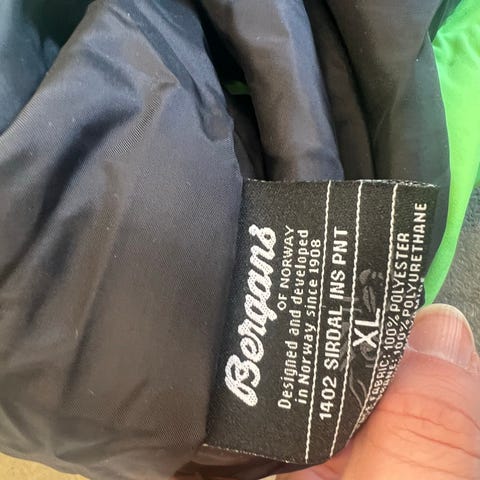 Bergans
OF NORWAY
Designed and developed
in Norway since 1908
1402 SIRDAL INS PNT
XL
FABRIC: 100% POLYESTER
100% POLYURETHANE